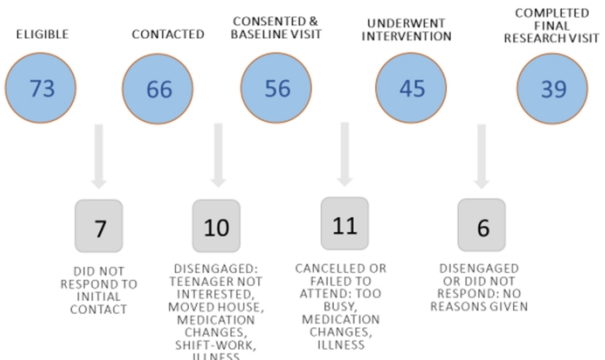 ELIGIBLE
CONTACTED
CONSENTED &
BASELINE VISIT
UNDERWENT
INTERVENTION
COMPLETED
FINAL
RESEARCH VISIT
73
66
56
45
39
7
10
11
6
DID NOT
RESPOND TO
INITIAL
CONTACT
DISENGAGED:
TEENAGER NOT
INTERESTED,
MOVED HOUSE,
MEDICATION
CHANGES,
SHIFT-WORK,
ILLNESS
CANCELLED OR
FAILED TO
ATTEND: TOO
BUSY,
MEDICATION
CHANGES,
ILLNESS
DISENGAGED
OR DID NOT
RESPOND: NO
REASONS GIVEN